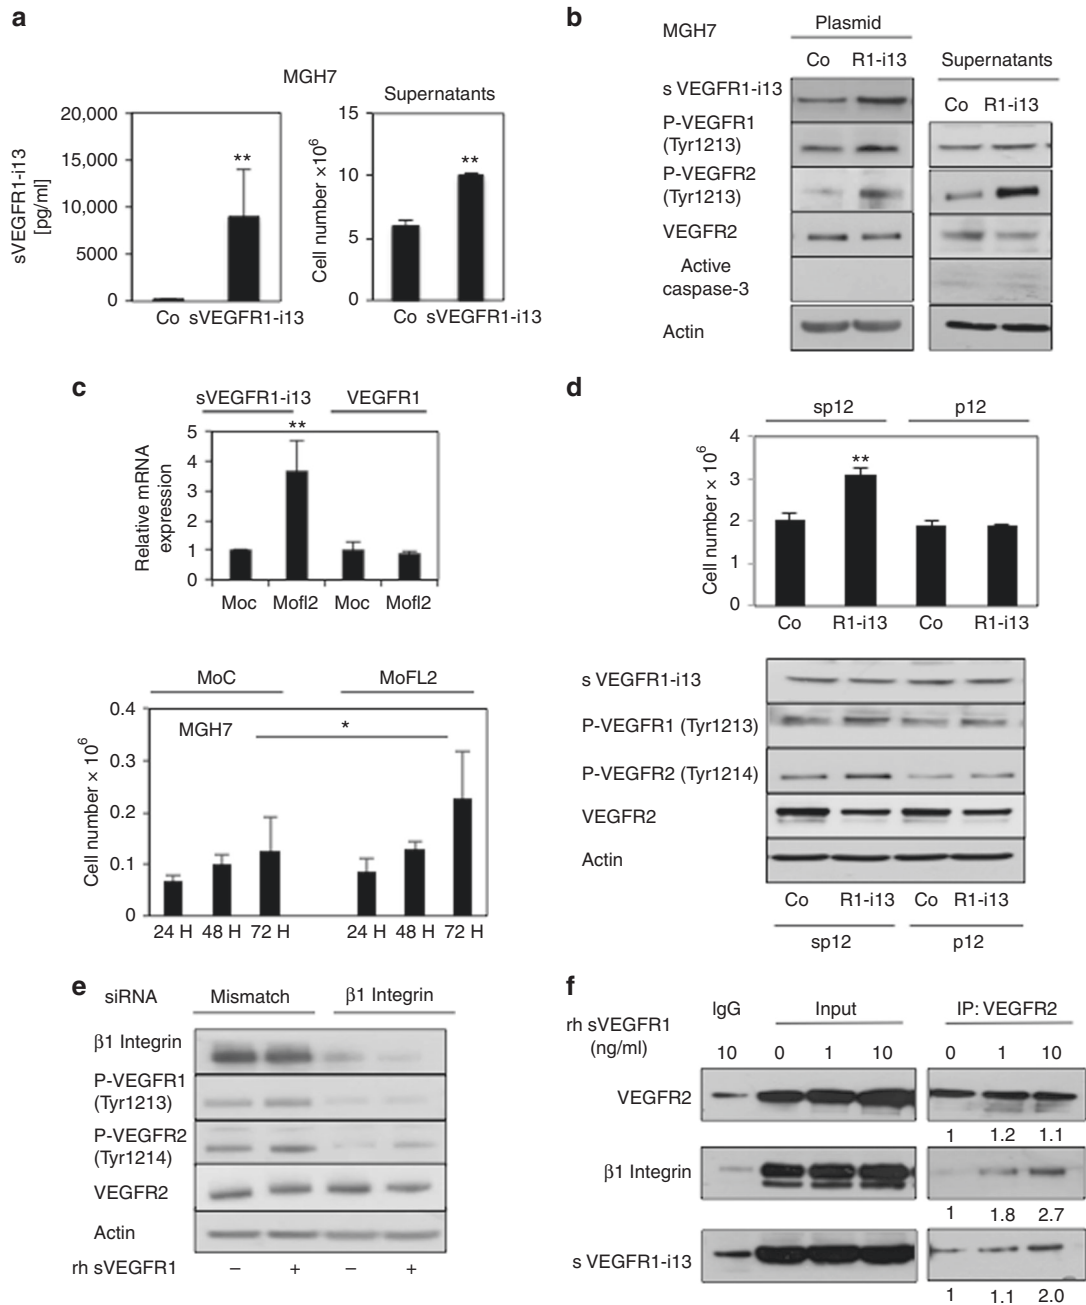 a
MGH7
sVEGFR1-i13
[pg/ml]
20,000
15,000
10,000
5000
0
**
Co sVEGFR1-i13
Supernatants
Cell number ×10⁶
15
10
5
0
**
Co sVEGFR1-i13
b
MGH7
Plasmid
Co R1-i13
Supernatants
Co R1-i13
s VEGFR1-i13
P-VEGFR1
(Tyr1213)
P-VEGFR2
(Tyr1213)
VEGFR2
Active
caspase-3
Actin
c
sVEGFR1-i13 VEGFR1
Relative mRNA
expression
5
4
3
2
1
0
**
Moc Mofl2 Moc Mofl2
MoC MoFL2
Cell number × 10⁶
0.4
0.3
0.2
0.1
0
MGH7
*
24 H 48 H 72 H 24 H 48 H 72 H
d
sp12 p12
Cell number × 10⁶
4
3
2
1
0
**
Co R1-i13 Co R1-i13
s VEGFR1-i13
P-VEGFR1 (Tyr1213)
P-VEGFR2 (Tyr1214)
VEGFR2
Actin
Co R1-i13 Co R1-i13
sp12 p12
e
siRNA Mismatch β1 Integrin
β1 Integrin
P-VEGFR1
(Tyr1213)
P-VEGFR2
(Tyr1214)
VEGFR2
Actin
rh sVEGFR1 – + – +
f
rh sVEGFR1
(ng/ml)
IgG Input IP: VEGFR2
10 0 1 10 0 1 10
VEGFR2
1 1.2 1.1
β1 Integrin
1 1.8 2.7
s VEGFR1-i13
1 1.1 2.0